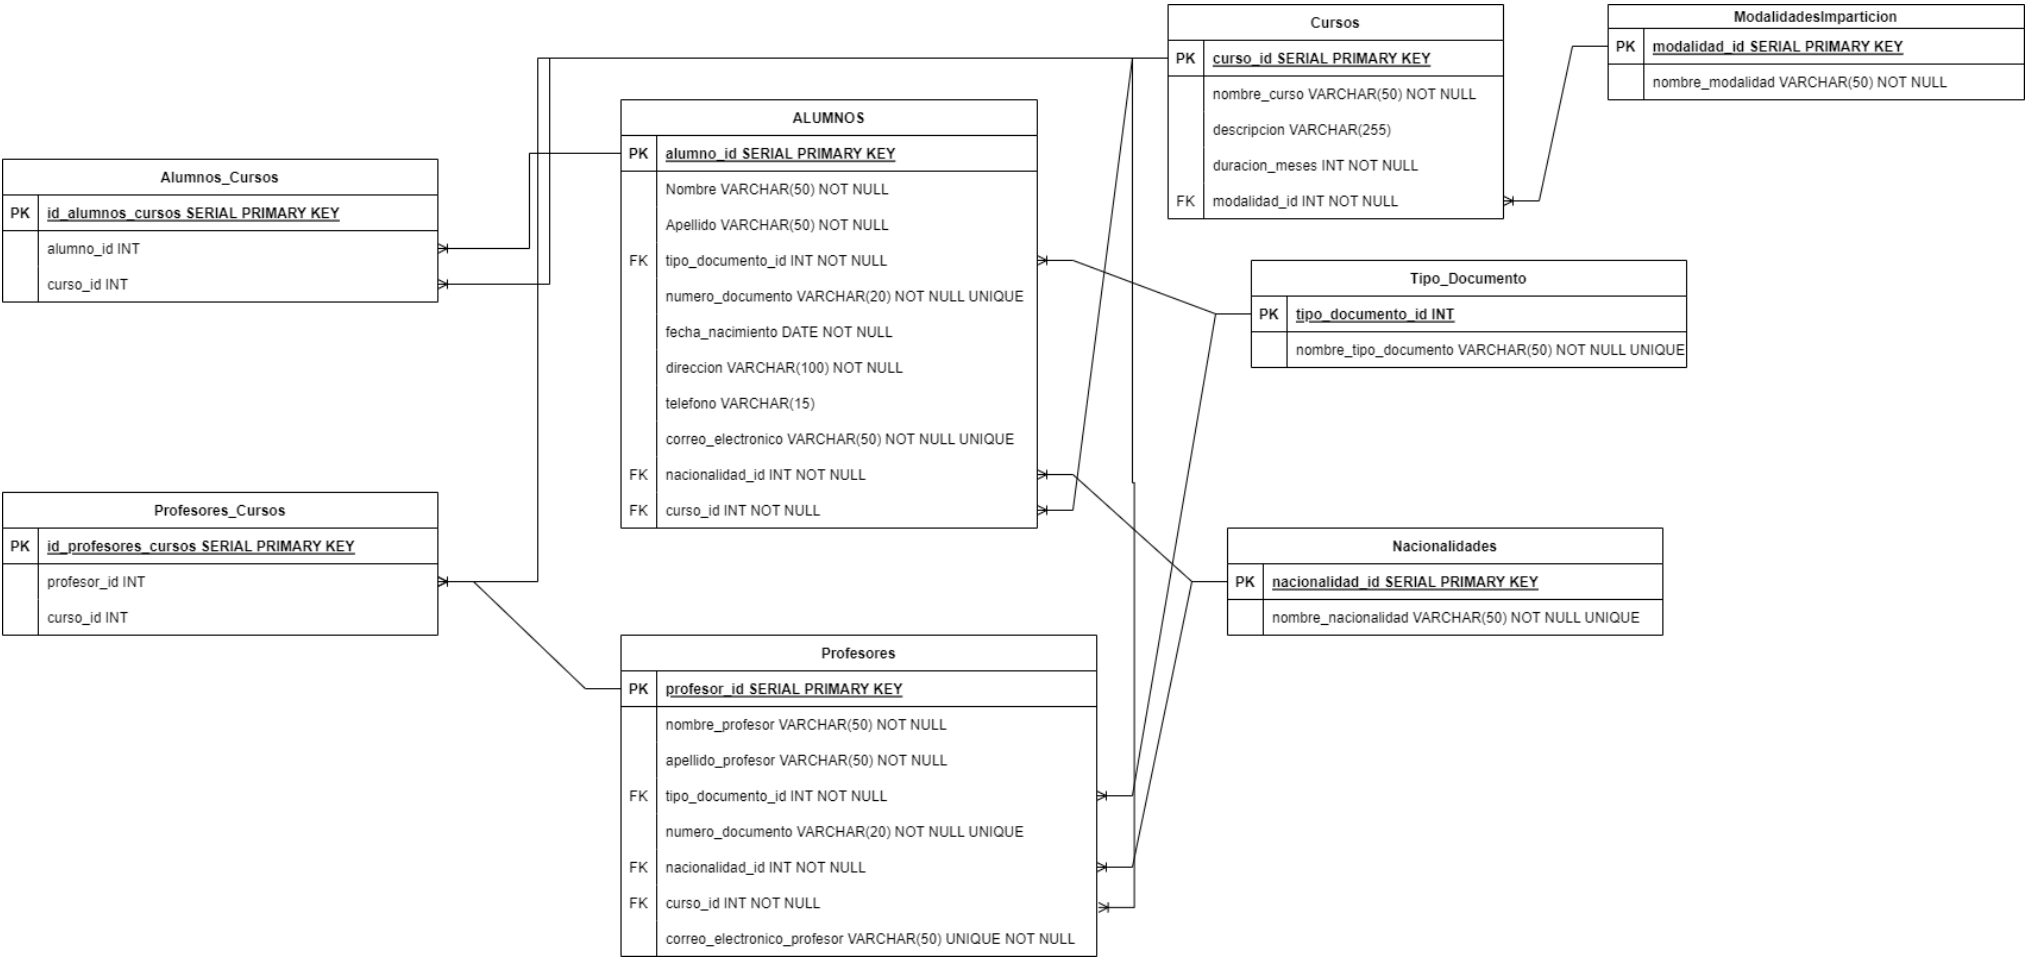 Cursos
PK curso_id SERIAL PRIMARY KEY
nombre_curso VARCHAR(50) NOT NULL
descripcion VARCHAR(255)
duracion_meses INT NOT NULL
FK modalidad_id INT NOT NULL
ModalidadesImparticion
PK modalidad_id SERIAL PRIMARY KEY
nombre_modalidad VARCHAR(50) NOT NULL
ALUMNOS
PK alumno_id SERIAL PRIMARY KEY
Nombre VARCHAR(50) NOT NULL
Apellido VARCHAR(50) NOT NULL
FK tipo_documento_id INT NOT NULL
numero_documento VARCHAR(20) NOT NULL UNIQUE
fecha_nacimiento DATE NOT NULL
direccion VARCHAR(100) NOT NULL
telefono VARCHAR(15)
correo_electronico VARCHAR(50) NOT NULL UNIQUE
FK nacionalidad_id INT NOT NULL
FK curso_id INT NOT NULL
Alumnos_Cursos
PK id_alumnos_cursos SERIAL PRIMARY KEY
alumno_id INT
curso_id INT
Tipo_Documento
PK tipo_documento_id INT
nombre_tipo_documento VARCHAR(50) NOT NULL UNIQUE
Profesores_Cursos
PK id_profesores_cursos SERIAL PRIMARY KEY
profesor_id INT
curso_id INT
Nacionalidades
PK nacionalidad_id SERIAL PRIMARY KEY
nombre_nacionalidad VARCHAR(50) NOT NULL UNIQUE
Profesores
PK profesor_id SERIAL PRIMARY KEY
nombre_profesor VARCHAR(50) NOT NULL
apellido_profesor VARCHAR(50) NOT NULL
FK tipo_documento_id INT NOT NULL
numero_documento VARCHAR(20) NOT NULL UNIQUE
FK nacionalidad_id INT NOT NULL
FK curso_id INT NOT NULL
correo_electronico_profesor VARCHAR(50) UNIQUE NOT NULL